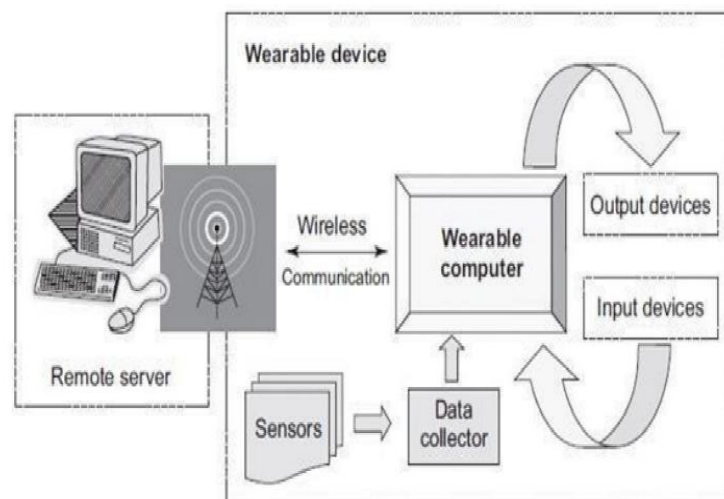 Wearable device
Wireless
Communication
Wearable
computer
Output devices
Input devices
Remote server
Sensors
Data
collector